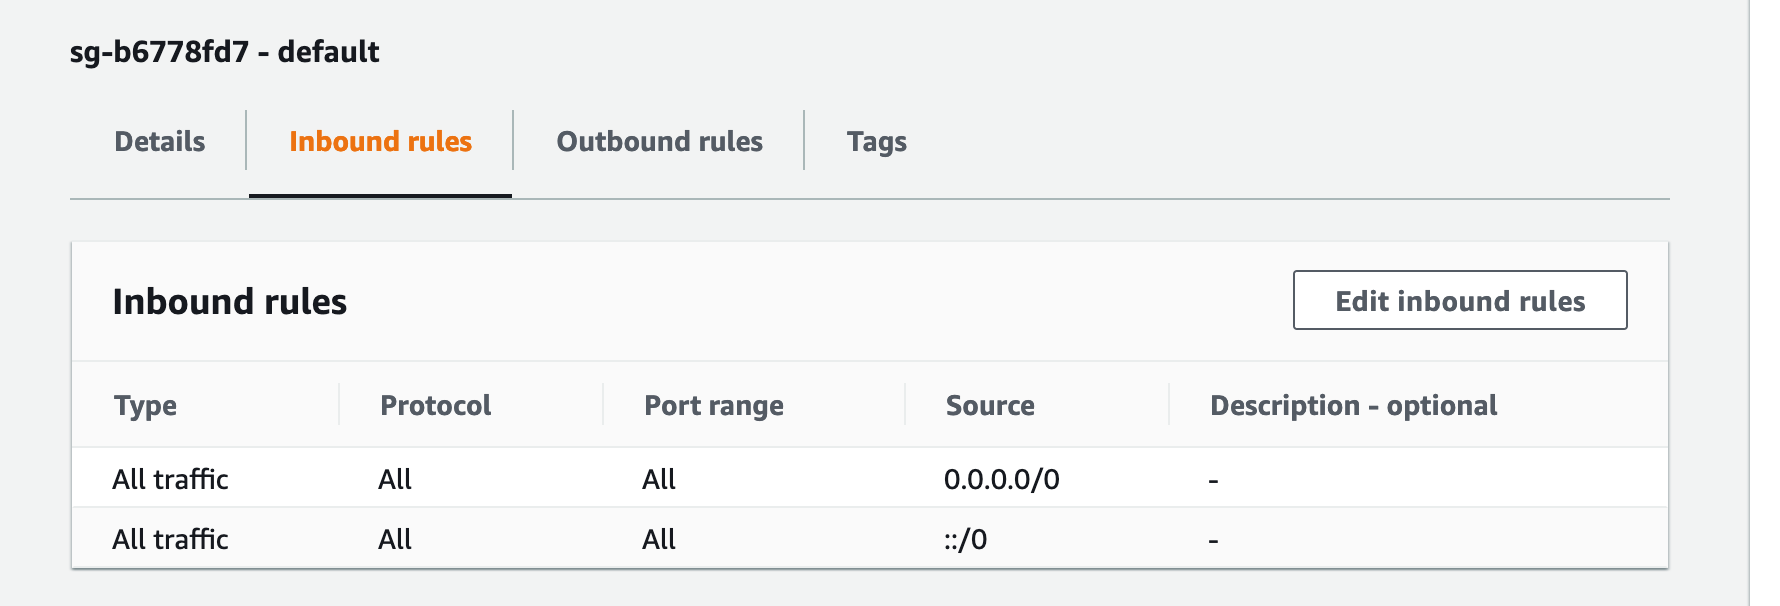 sg-b6778fd7 - default
Details Inbound rules Outbound rules Tags
Inbound rules Edit inbound rules
Type Protocol Port range Source Description - optional
All traffic All All 0.0.0.0/0 -
All traffic All All ::/0 -